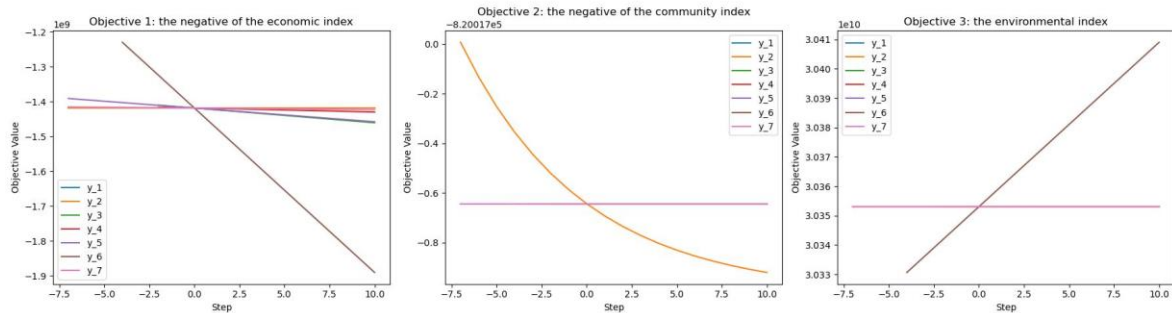 Objective 1: the negative of the economic index
1e9
−1.2
−1.3
−1.4
−1.5
−1.6
−1.7
−1.8
−1.9
Objective Value
y_1
y_2
y_3
y_4
y_5
y_6
y_7
−7.5
−5.0
−2.5
0.0
2.5
5.0
7.5
10.0
Step
Objective 2: the negative of the community index
−8.20017e5
0.0
−0.2
−0.4
−0.6
−0.8
Objective Value
y_1
y_2
y_3
y_4
y_5
y_6
y_7
−7.5
−5.0
−2.5
0.0
2.5
5.0
7.5
10.0
Step
Objective 3: the environmental index
1e10
3.041
3.040
3.039
3.038
3.037
3.036
3.035
3.034
3.033
Objective Value
y_1
y_2
y_3
y_4
y_5
y_6
y_7
−7.5
−5.0
−2.5
0.0
2.5
5.0
7.5
10.0
Step